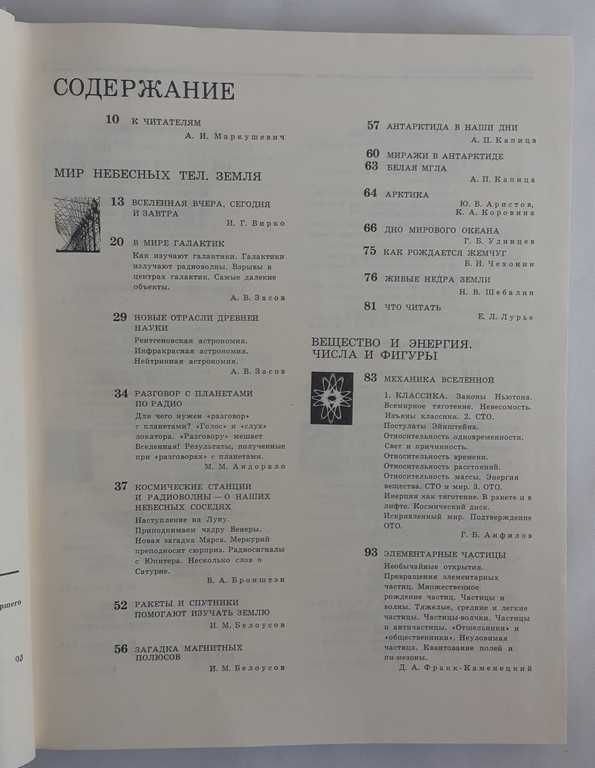 СОДЕРЖАНИЕ
10 К ЧИТАТЕЛЯМ
А. И. Маркушевич
МИР НЕБЕСНЫХ ТЕЛ. ЗЕМЛЯ
13 ВСЕЛЕННАЯ ВЧЕРА, СЕГОДНЯ
И ЗАВТРА
И. Г. Вирко
20 В МИРЕ ГАЛАКТИК
Как изучают галактики. Галактики
излучают радиоволны. Взрывы в
центрах галактик. Самые далекие
объекты.
А. В. Засов
29 НОВЫЕ ОТРАСЛИ ДРЕВНЕЙ
НАУКИ
Рентгеновская астрономия.
Инфракрасная астрономия.
Нейтринная астрономия.
А. В. Засов
34 РАЗГОВОР С ПЛАНЕТАМИ
ПО РАДИО
Для чего нужен «разговор»
с планетами? «Голос» и «слух»
локатора. «Разговору» мешает
Вселенная! Результаты, полученные
при «разговорах» с планетами.
М. М. Лидорало
37 КОСМИЧЕСКИЕ СТАНЦИИ
И РАДИОВОЛНЫ — О НАШИХ
НЕБЕСНЫХ СОСЕДЯХ
Наступление на Луну.
Приподнимаем чадру Венеры.
Новая загадка Марса. Меркурий
преподносит сюрприз. Радиосигналы
с Юпитера. Несколько слов о
Сатурне.
В. А. Бронштэн
52 РАКЕТЫ И СПУТНИКИ
ПОМОГАЮТ ИЗУЧАТЬ ЗЕМЛЮ
И. М. Белоусов
56 ЗАГАДКА МАГНИТНЫХ
ПОЛЮСОВ
И. М. Белоусов
57 АНТАРКТИДА В НАШИ ДНИ
А. П. Капица
60 МИРАЖИ В АНТАРКТИДЕ
63 БЕЛАЯ МГЛА
А. П. Капица
64 АРКТИКА
Ю. В. Аристов,
К. А. Коровина
66 ДНО МИРОВОГО ОКЕАНА
Г. Б. Удинцев
75 КАК РОЖДАЕТСЯ ЖЕМЧУГ
Б. И. Чехонин
76 ЖИВЫЕ НЕДРА ЗЕМЛИ
Н. В. Шебалин
81 ЧТО ЧИТАТЬ
Е. Л. Лурье
ВЕЩЕСТВО И ЭНЕРГИЯ.
ЧИСЛА И ФИГУРЫ
83 МЕХАНИКА ВСЕЛЕННОЙ
1. КЛАССИКА. Законы Ньютона.
Всемирное тяготение. Невесомость.
Изъяны классики. 2. СТО.
Постулаты Эйнштейна.
Относительность одновременности.
Свет и причинность.
Относительность времени.
Относительность расстояний.
Относительность массы. Энергия
вещества. СТО и мир. 3. ОТО.
Инерция как тяготение. В ракете и в
лифте. Космический диск.
Искривленный мир. Подтверждение
ОТО.
Г. Б. Анфилов
93 ЭЛЕМЕНТАРНЫЕ ЧАСТИЦЫ
Необычайные открытия.
Превращения элементарных
частиц. Множественное
рождение частиц. Частицы и
волны. Тяжелые, средние и легкие
частицы. Частицы-волчки. Частицы
и античастицы. «Отшельники» и
«общественники». Неуловимая
частица. Квантование полей и
пи-мезоны.
Д. А. Франк-Каменецкий